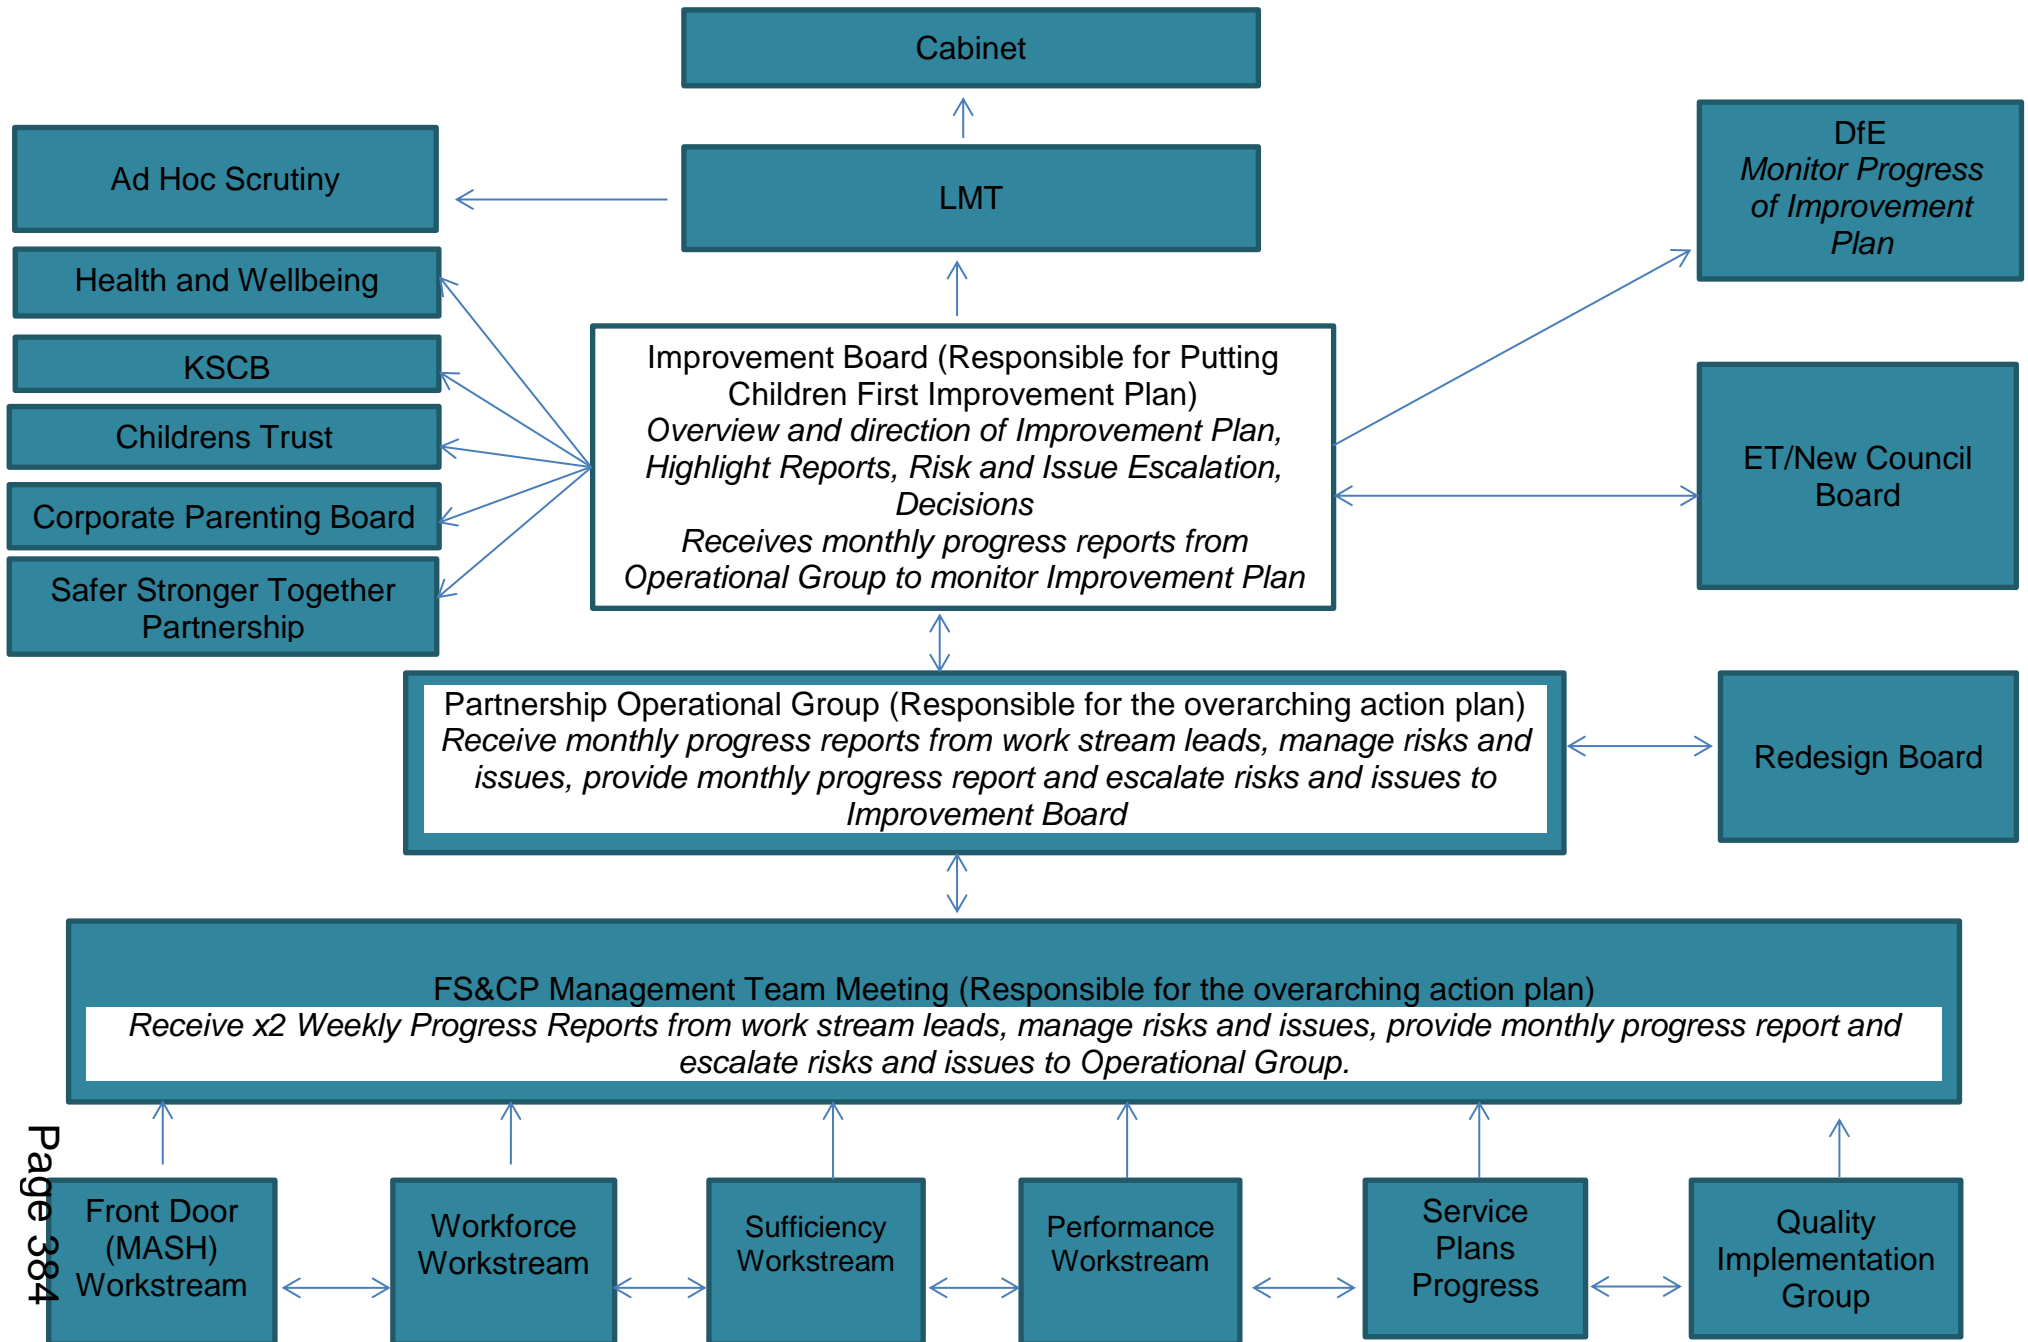 Cabinet
LMT
Ad Hoc Scrutiny
Health and Wellbeing
KSCB
Childrens Trust
Corporate Parenting Board
Safer Stronger Together
Partnership
DfE
Monitor Progress
of Improvement
Plan
Improvement Board (Responsible for Putting
Children First Improvement Plan)
Overview and direction of Improvement Plan,
Highlight Reports, Risk and Issue Escalation,
Decisions
Receives monthly progress reports from
Operational Group to monitor Improvement Plan
ET/New Council
Board
Partnership Operational Group (Responsible for the overarching action plan)
Receive monthly progress reports from work stream leads, manage risks and
issues, provide monthly progress report and escalate risks and issues to
Improvement Board
Redesign Board
FS&CP Management Team Meeting (Responsible for the overarching action plan)
Receive x2 Weekly Progress Reports from work stream leads, manage risks and issues, provide monthly progress report and
escalate risks and issues to Operational Group.
Front Door
(MASH)
Workstream
Workforce
Workstream
Sufficiency
Workstream
Performance
Workstream
Service
Plans
Progress
Quality
Implementation
Group
Page 384